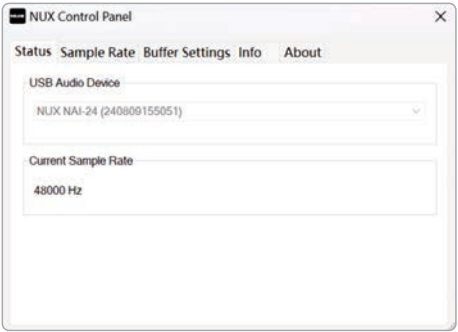 NUX Control Panel
Status Sample Rate Buffer Settings Info About
USB Audio Device
NUX NAI-24 (240809155051)
Current Sample Rate
48000 Hz